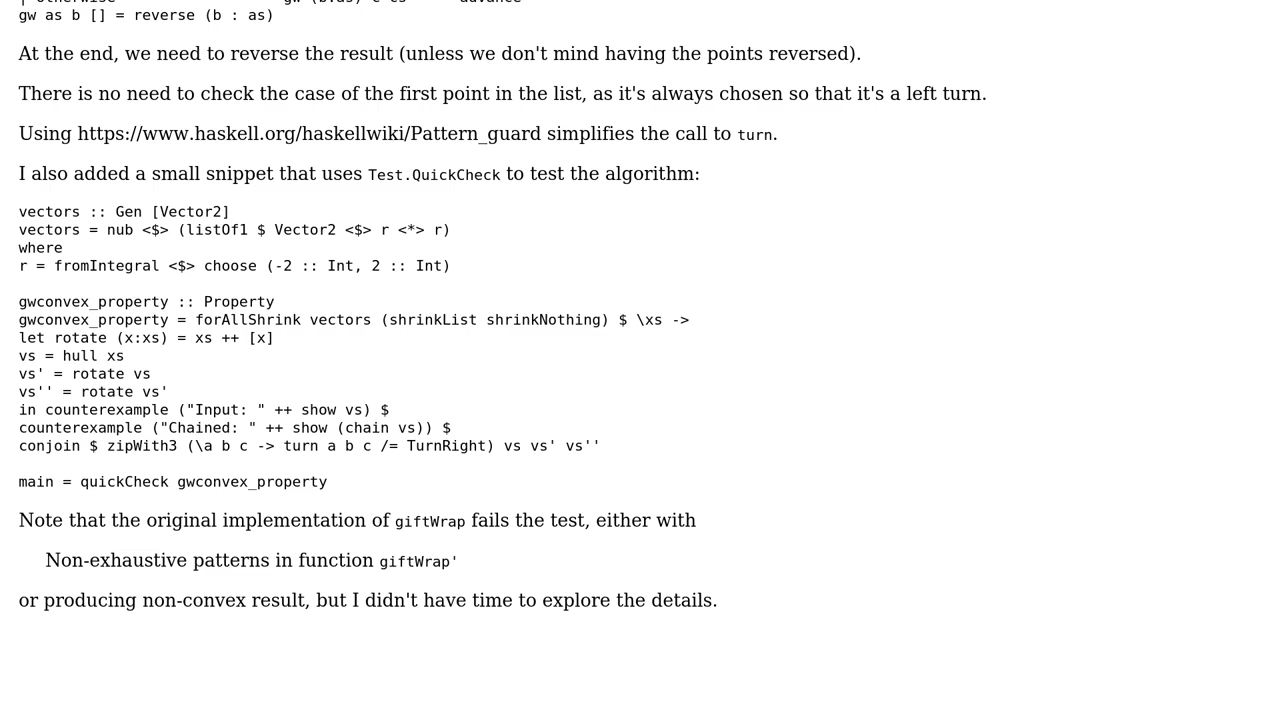 | otherwise = gw (b:as) c cs -- advance
gw as b [] = reverse (b : as)
At the end, we need to reverse the result (unless we don't mind having the points reversed).
There is no need to check the case of the first point in the list, as it's always chosen so that it's a left turn.
Using https://www.haskell.org/haskellwiki/Pattern_guard simplifies the call to turn.
I also added a small snippet that uses Test.QuickCheck to test the algorithm:
vectors :: Gen [Vector2]
vectors = nub <$> (listOf1 $ Vector2 <$> r <*> r)
where
r = fromIntegral <$> choose (-2 :: Int, 2 :: Int)
gwconvex_property :: Property
gwconvex_property = forAllShrink vectors (shrinkList shrinkNothing) $ \xs ->
let rotate (x:xs) = xs ++ [x]
vs = hull xs
vs' = rotate vs
vs'' = rotate vs'
in counterexample ("Input: " ++ show vs) $
counterexample ("Chained: " ++ show (chain vs)) $
conjoin $ zipWith3 (\a b c -> turn a b c /= TurnRight) vs vs' vs''
main = quickCheck gwconvex_property
Note that the original implementation of giftWrap fails the test, either with
Non-exhaustive patterns in function giftWrap'
or producing non-convex result, but I didn't have time to explore the details.